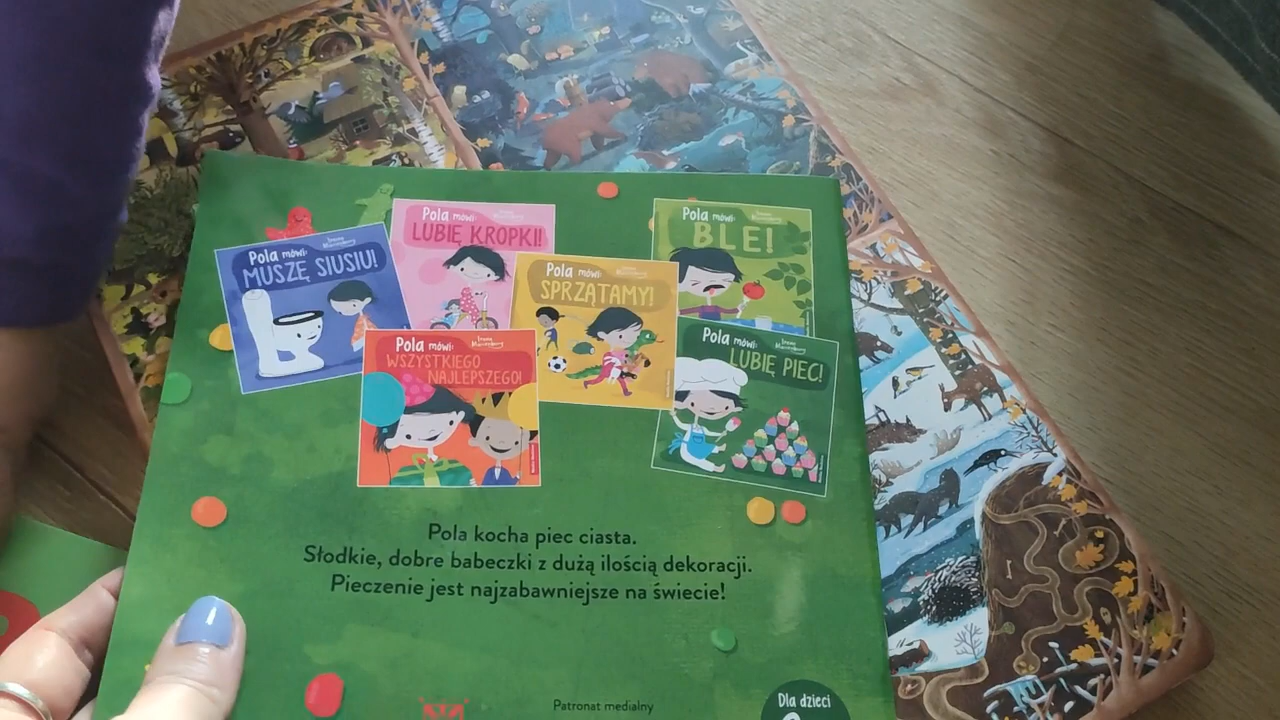 Pola mówi:
MUSZĘ SIUSIU!
Pola mówi:
LUBIĘ KROPKI!
Pola mówi:
SPRZĄTAMY!
Pola mówi:
BLE!
Pola mówi:
WSZYSTKIEGO
NAJLEPSZEGO!
Pola mówi:
LUBIĘ PIEC!
Pola kocha piec ciasta.
Słodkie, dobre babeczki z dużą ilością dekoracji.
Pieczenie jest najzabawniejsze na świecie!
Patronat medialny
Dla dzieci